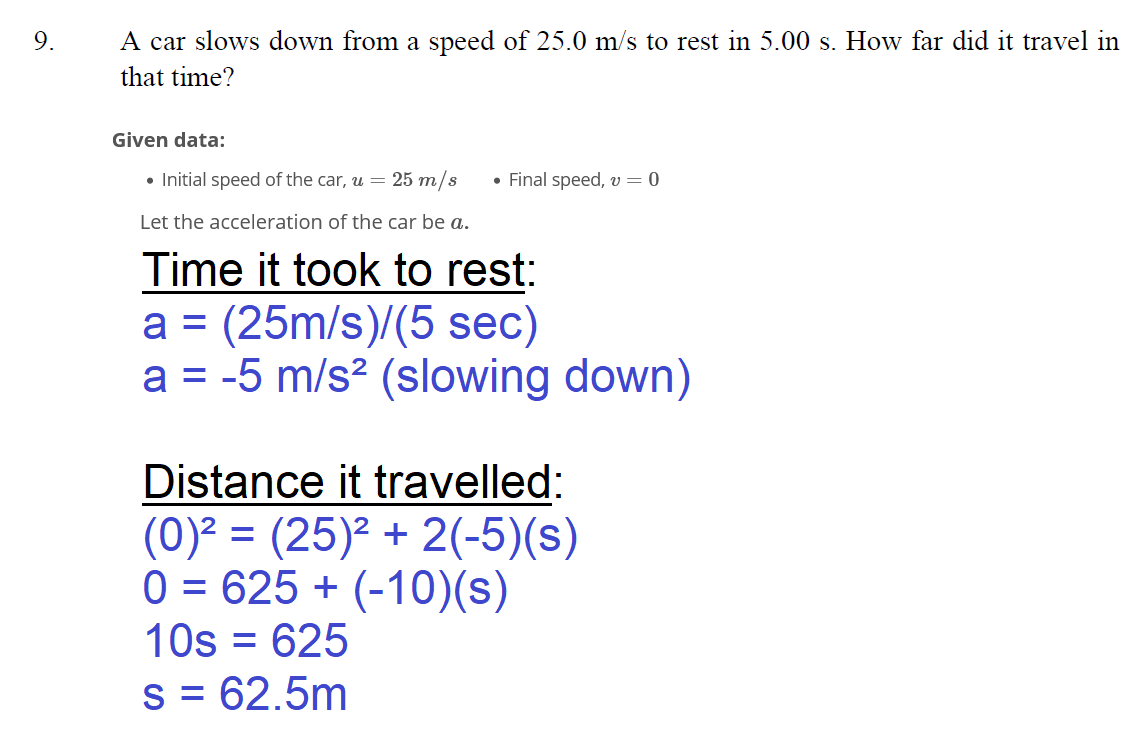 9. A car slows down from a speed of 25.0 m/s to rest in 5.00 s. How far did it travel in
that time?
Given data:
• Initial speed of the car, u = 25 m/s • Final speed, v = 0
Let the acceleration of the car be a.
Time it took to rest:
a = (25m/s)/(5 sec)
a = -5 m/s² (slowing down)
Distance it travelled:
(0)² = (25)² + 2(-5)(s)
0 = 625 + (-10)(s)
10s = 625
s = 62.5m